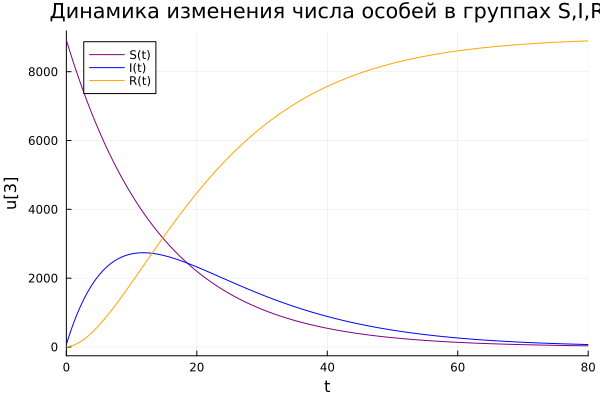 Динамика изменения числа особей в группах S,I,R
S(t)
I(t)
R(t)
8000
6000
4000
2000
0
u[3]
0 20 40 60 80
t